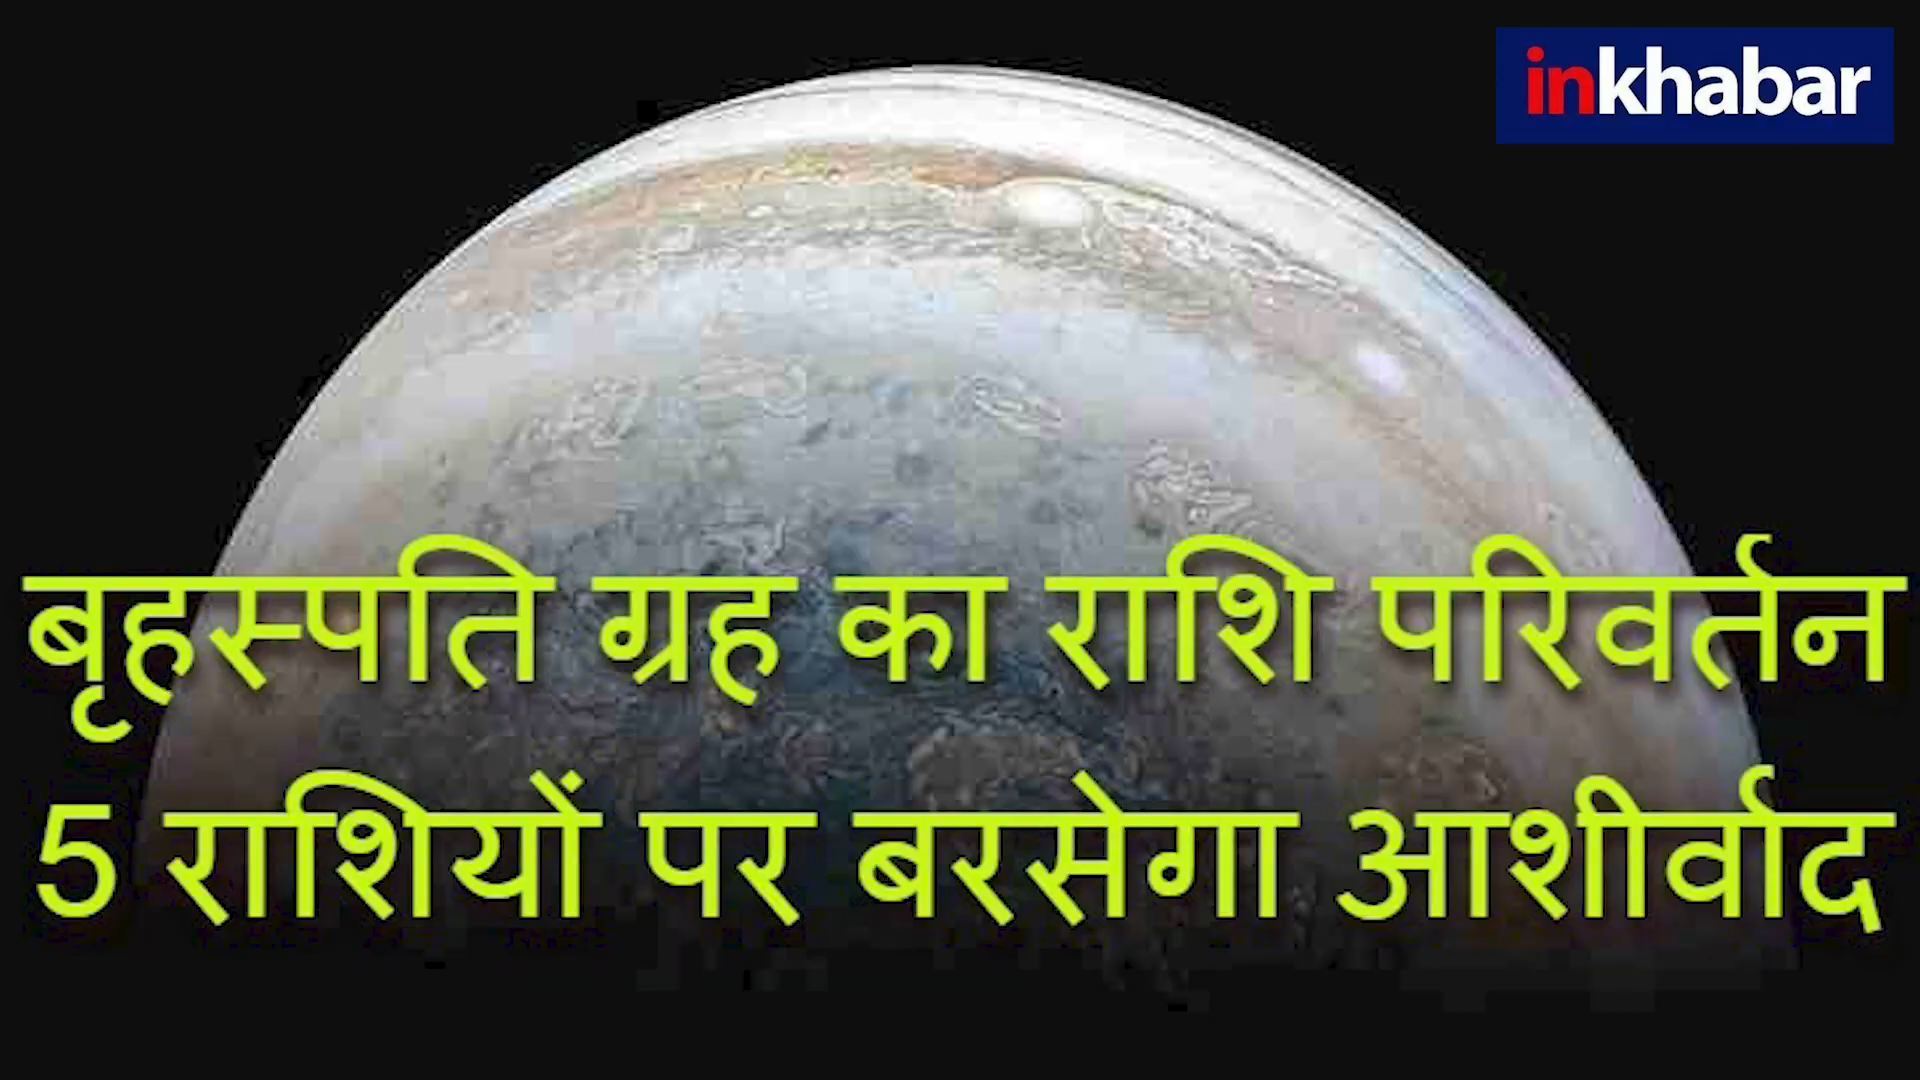 inkhabar
बृहस्पति ग्रह का राशि परिवर्तन
5 राशियों पर बरसेगा आशीर्वाद